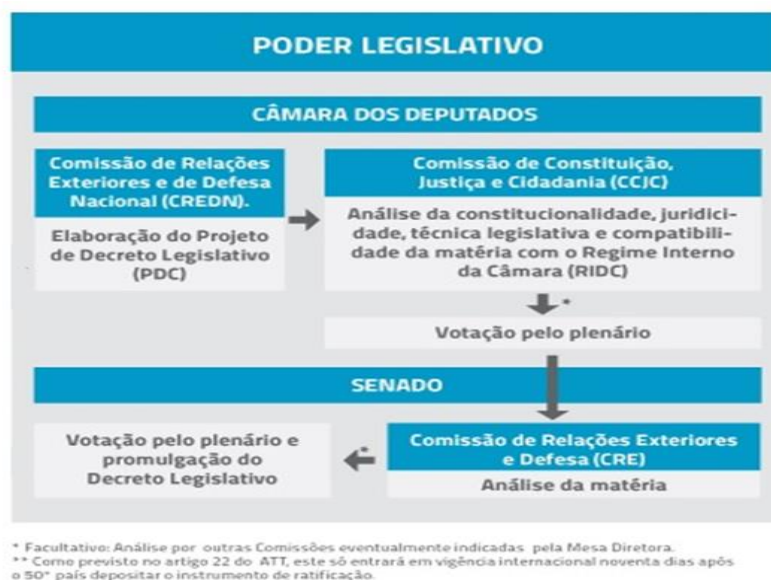 PODER LEGISLATIVO
CÂMARA DOS DEPUTADOS
Comissão de Relações
Exteriores e de Defesa
Nacional (CREDN).
Elaboração do Projeto
de Decreto Legislativo
(PDC)
Comissão de Constituição,
Justiça e Cidadania (CCJC)
Análise da constitucionalidade, juridici-
dade, técnica legislativa e compatibili-
dade da matéria com o Regime Interno
da Câmara (RIDC)
*
Votação pelo plenário
SENADO
Comissão de Relações Exteriores
e Defesa (CRE)
Análise da matéria
*
Votação pelo plenário e
promulgação do
Decreto Legislativo
* Facultativo: Análise por outras Comissões eventualmente indicadas pela Mesa Diretora.
** Como previsto no artigo 22 do ATT, este só entrará em vigência internacional noventa dias após
o 50° país depositar o instrumento de ratificação.